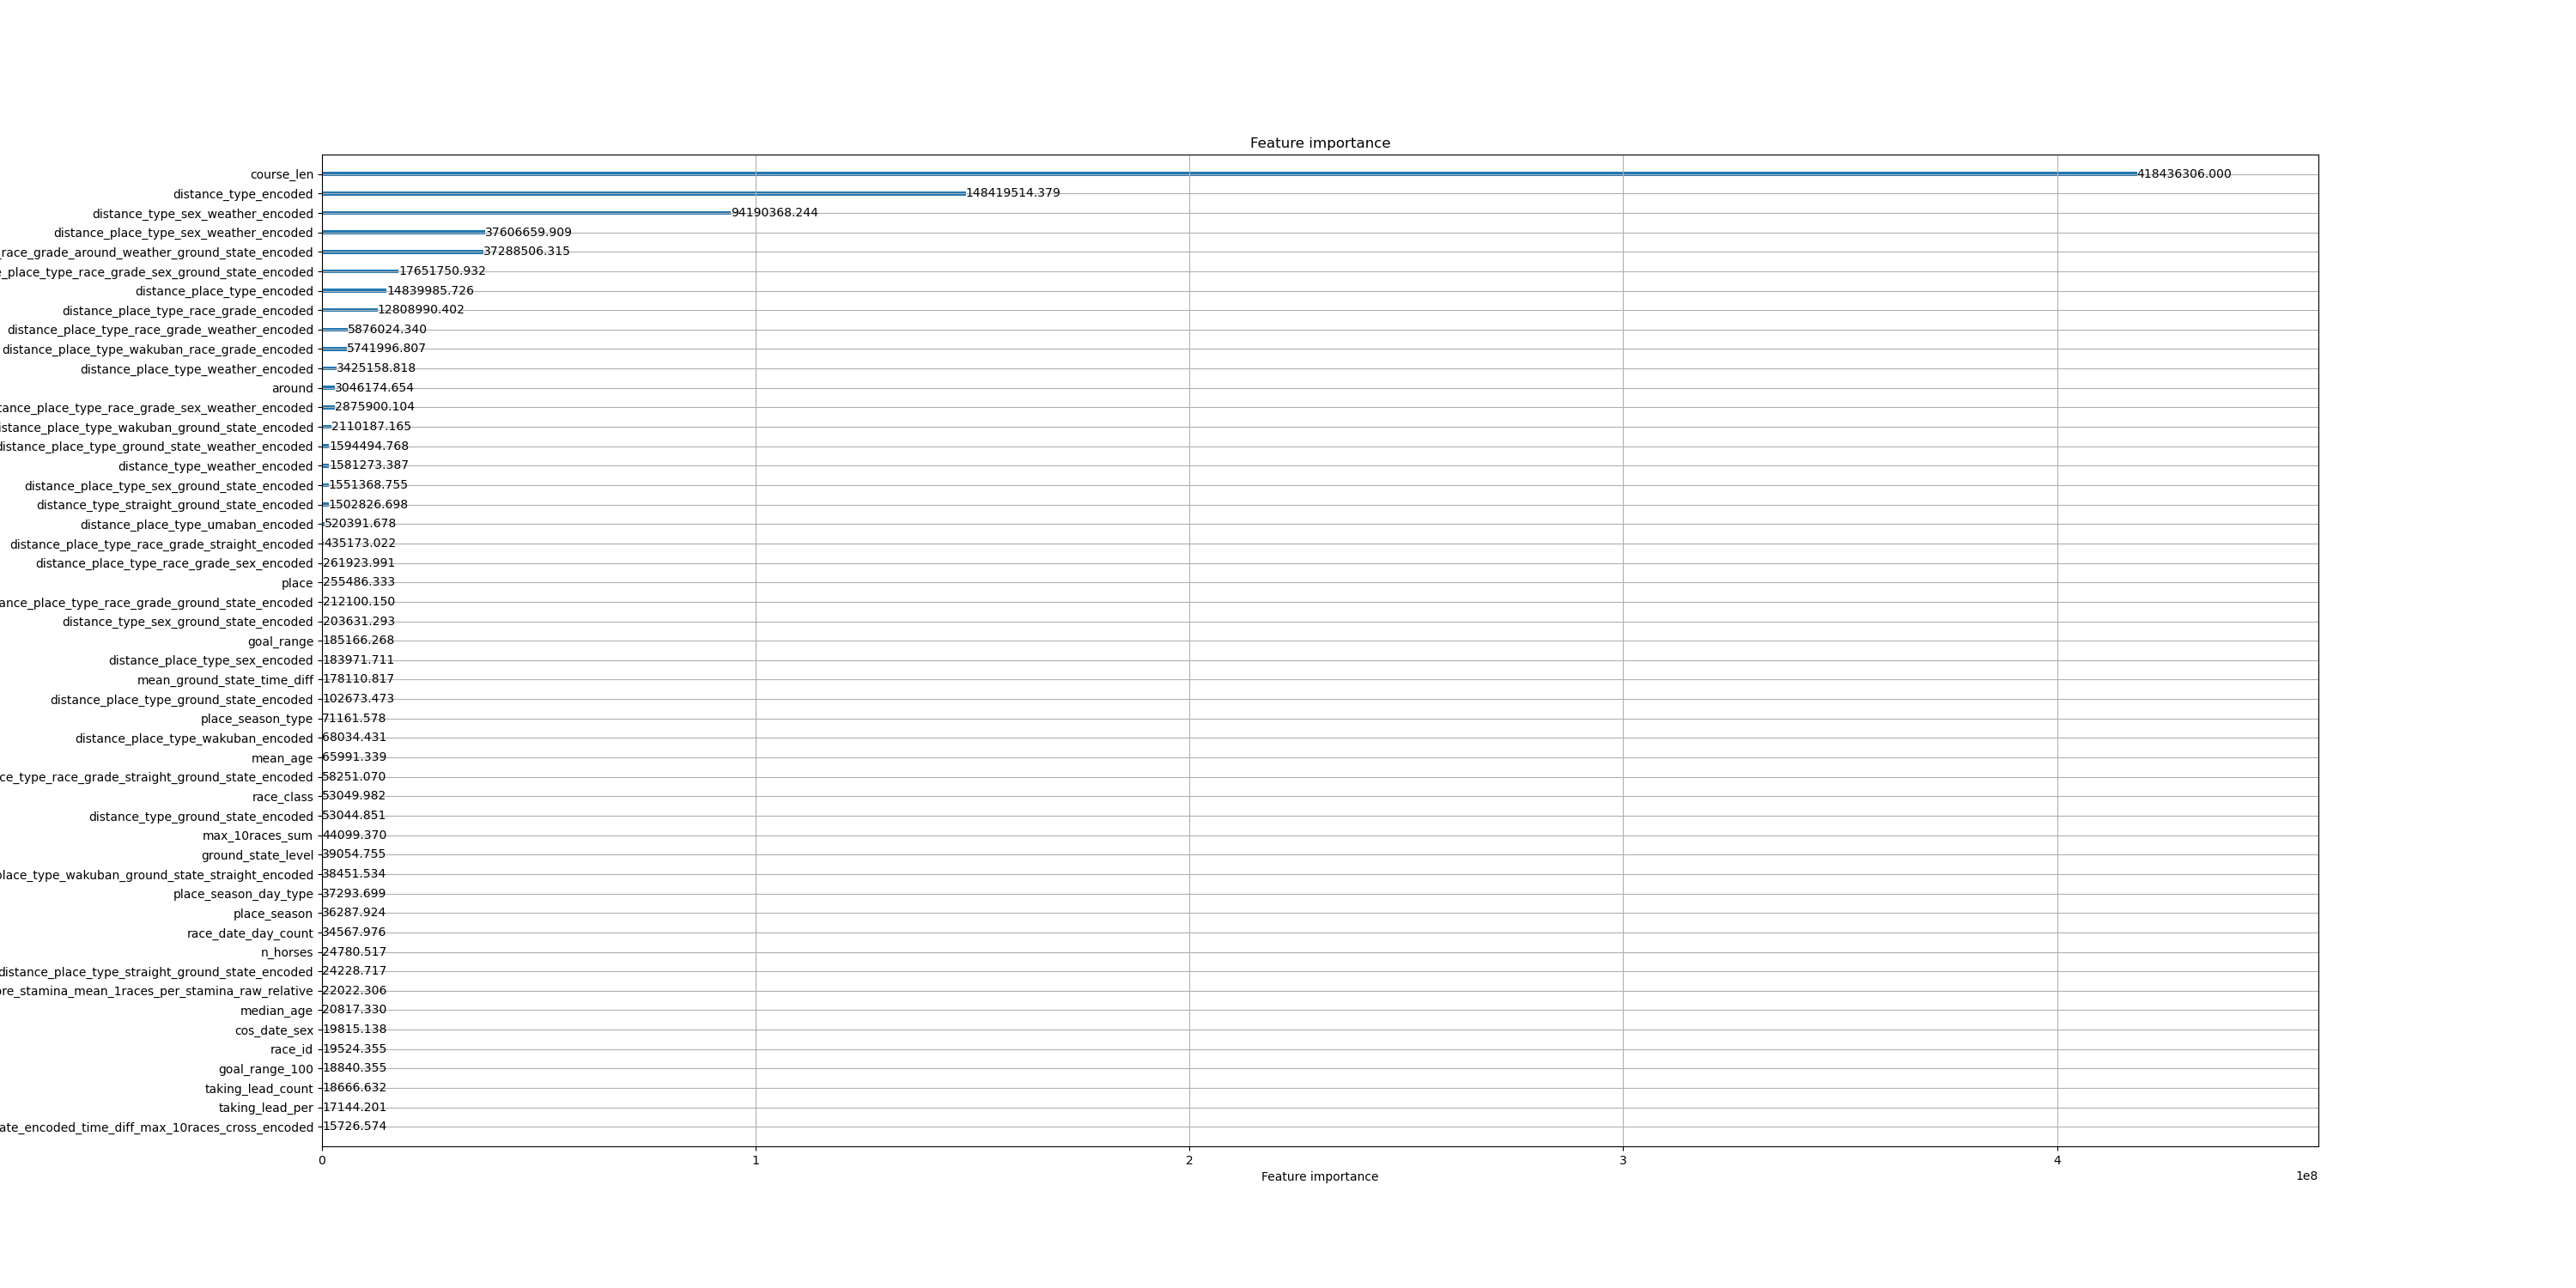 Feature importance
course_len 418436306.000
distance_type_encoded 148419514.379
distance_type_sex_weather_encoded 94190368.244
distance_place_type_sex_weather_encoded 37606659.909
_race_grade_around_weather_ground_state_encoded 37288506.315
_place_type_race_grade_sex_ground_state_encoded 17651750.932
distance_place_type_encoded 14839985.726
distance_place_type_race_grade_encoded 12808990.402
distance_place_type_race_grade_weather_encoded 5876024.340
distance_place_type_wakuban_race_grade_encoded 5741996.807
distance_place_type_weather_encoded 3425158.818
around 3046174.654
tance_place_type_race_grade_sex_weather_encoded 2875900.104
istance_place_type_wakuban_ground_state_encoded 2110187.165
distance_place_type_ground_state_weather_encoded 1594494.768
distance_type_weather_encoded 1581273.387
distance_place_type_sex_ground_state_encoded 1551368.755
distance_type_straight_ground_state_encoded 1502826.698
distance_place_type_umaban_encoded 520391.678
distance_place_type_race_grade_straight_encoded 435173.022
distance_place_type_race_grade_sex_encoded 261923.991
place 255486.333
ance_place_type_race_grade_ground_state_encoded 212100.150
distance_type_sex_ground_state_encoded 203631.293
goal_range 185166.268
distance_place_type_sex_encoded 183971.711
mean_ground_state_time_diff 178110.817
distance_place_type_ground_state_encoded 102673.473
place_season_type 71161.578
distance_place_type_wakuban_encoded 68034.431
mean_age 65991.339
ce_type_race_grade_straight_ground_state_encoded 58251.070
race_class 53049.982
distance_type_ground_state_encoded 53044.851
max_10races_sum 44099.370
ground_state_level 39054.755
place_type_wakuban_ground_state_straight_encoded 38451.534
place_season_day_type 37293.699
place_season 36287.924
race_date_day_count 34567.976
n_horses 24780.517
distance_place_type_straight_ground_state_encoded 24228.717
ore_stamina_mean_1races_per_stamina_raw_relative 22022.306
median_age 20817.330
cos_date_sex 19815.138
race_id 19524.355
goal_range_100 18840.355
taking_lead_count 18666.632
taking_lead_per 17144.201
ate_encoded_time_diff_max_10races_cross_encoded 15726.574
0 1 2 3 4
Feature importance
1e8